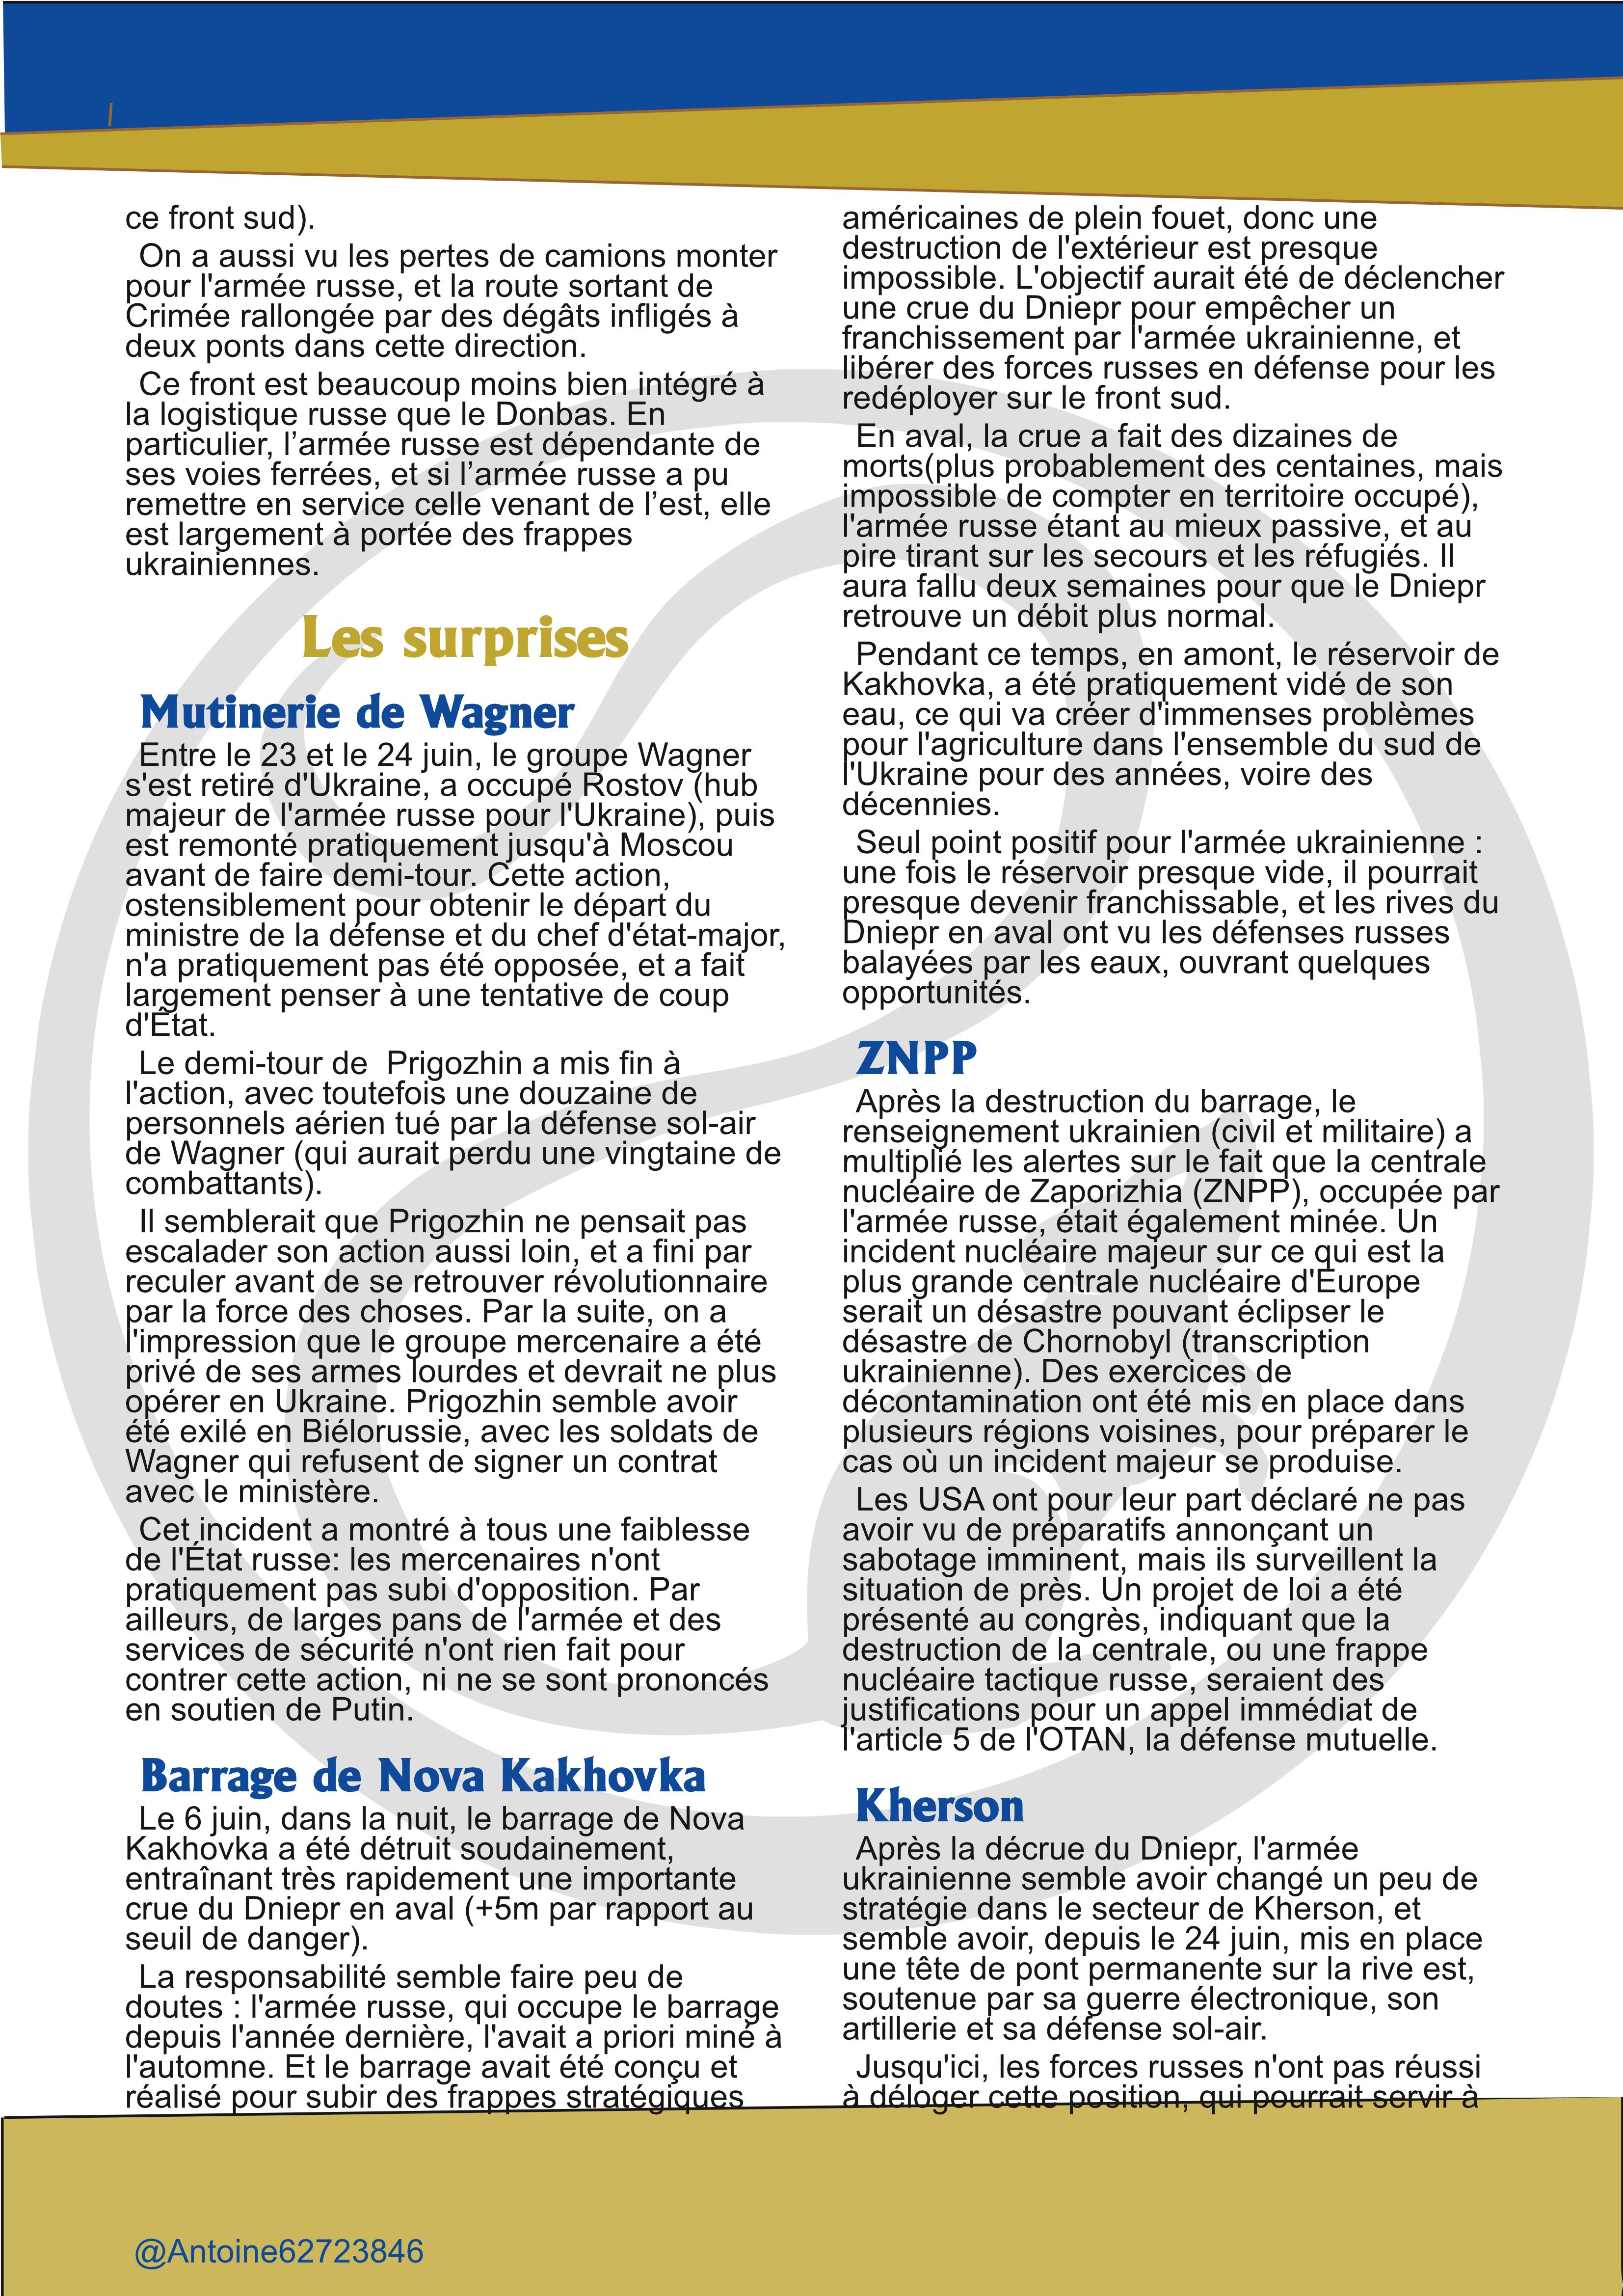 ce front sud).
On a aussi vu les pertes de camions monter
pour l'armée russe, et la route sortant de
Crimée rallongée par des dégâts infligés à
deux ponts dans cette direction.
Ce front est beaucoup moins bien intégré à
la logistique russe que le Donbas. En
particulier, l’armée russe est dépendante de
ses voies ferrées, et si l’armée russe a pu
remettre en service celle venant de l’est, elle
est largement à portée des frappes
ukrainiennes.
Les surprises
Mutinerie de Wagner
Entre le 23 et le 24 juin, le groupe Wagner
s'est retiré d'Ukraine, a occupé Rostov (hub
majeur de l'armée russe pour l'Ukraine), puis
est remonté pratiquement jusqu'à Moscou
avant de faire demi-tour. Cette action,
ostensiblement pour obtenir le départ du
ministre de la défense et du chef d'état-major,
n'a pratiquement pas été opposée, et a fait
largement penser à une tentative de coup
d'État.
Le demi-tour de  Prigozhin a mis fin à
l'action, avec toutefois une douzaine de
personnels aérien tué par la défense sol-air
de Wagner (qui aurait perdu une vingtaine de
combattants).
Il semblerait que Prigozhin ne pensait pas
escalader son action aussi loin, et a fini par
reculer avant de se retrouver révolutionnaire
par la force des choses. Par la suite, on a
l'impression que le groupe mercenaire a été
privé de ses armes lourdes et devrait ne plus
opérer en Ukraine. Prigozhin semble avoir
été exilé en Biélorussie, avec les soldats de
Wagner qui refusent de signer un contrat
avec le ministère.
Cet incident a montré à tous une faiblesse
de l'État russe: les mercenaires n'ont
pratiquement pas subi d'opposition. Par
ailleurs, de larges pans de l'armée et des
services de sécurité n'ont rien fait pour
contrer cette action, ni ne se sont prononcés
en soutien de Putin.
Barrage de Nova Kakhovka
Le 6 juin, dans la nuit, le barrage de Nova
Kakhovka a été détruit soudainement,
entraînant très rapidement une importante
crue du Dniepr en aval (+5m par rapport au
seuil de danger).
La responsabilité semble faire peu de
doutes : l'armée russe, qui occupe le barrage
depuis l'année dernière, l'avait a priori miné à
l'automne. Et le barrage avait été conçu et
réalisé pour subir des frappes stratégiques
américaines de plein fouet, donc une
destruction de l'extérieur est presque
impossible. L'objectif aurait été de déclencher
une crue du Dniepr pour empêcher un
franchissement par l'armée ukrainienne, et
libérer des forces russes en défense pour les
redéployer sur le front sud.
En aval, la crue a fait des dizaines de
morts(plus probablement des centaines, mais
impossible de compter en territoire occupé),
l'armée russe étant au mieux passive, et au
pire tirant sur les secours et les réfugiés. Il
aura fallu deux semaines pour que le Dniepr
retrouve un débit plus normal.
Pendant ce temps, en amont, le réservoir de
Kakhovka, a été pratiquement vidé de son
eau, ce qui va créer d'immenses problèmes
pour l'agriculture dans l'ensemble du sud de
l'Ukraine pour des années, voire des
décennies.
Seul point positif pour l'armée ukrainienne :
une fois le réservoir presque vide, il pourrait
presque devenir franchissable, et les rives du
Dniepr en aval ont vu les défenses russes
balayées par les eaux, ouvrant quelques
opportunités.
ZNPP
Après la destruction du barrage, le
renseignement ukrainien (civil et militaire) a
multiplié les alertes sur le fait que la centrale
nucléaire de Zaporizhia (ZNPP), occupée par
l'armée russe, était également minée. Un
incident nucléaire majeur sur ce qui est la
plus grande centrale nucléaire d'Europe
serait un désastre pouvant éclipser le
désastre de Chornobyl (transcription
ukrainienne). Des exercices de
décontamination ont été mis en place dans
plusieurs régions voisines, pour préparer le
cas où un incident majeur se produise.
Les USA ont pour leur part déclaré ne pas
avoir vu de préparatifs annonçant un
sabotage imminent, mais ils surveillent la
situation de près. Un projet de loi a été
présenté au congrès, indiquant que la
destruction de la centrale, ou une frappe
nucléaire tactique russe, seraient des
justifications pour un appel immédiat de
l'article 5 de l'OTAN, la défense mutuelle.
Kherson
Après la décrue du Dniepr, l'armée
ukrainienne semble avoir changé un peu de
stratégie dans le secteur de Kherson, et
semble avoir, depuis le 24 juin, mis en place
une tête de pont permanente sur la rive est,
soutenue par sa guerre électronique, son
artillerie et sa défense sol-air.
Jusqu'ici, les forces russes n'ont pas réussi
à déloger cette position, qui pourrait servir à
@Antoine62723846